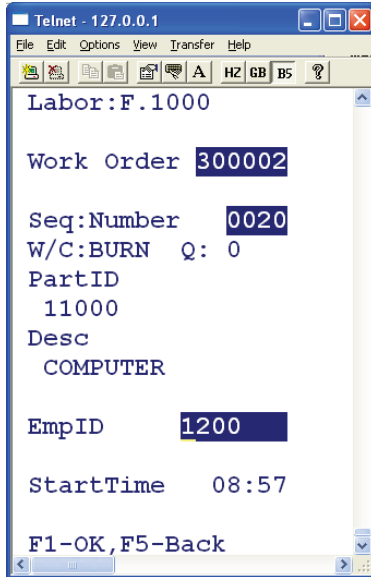 Telnet - 127.0.0.1
File Edit Options View Transfer Help
A HZ GB B5 ?
Labor:F.1000
Work Order 300002
Seq:Number 0020
W/C:BURN Q: 0
PartID
11000
Desc
COMPUTER
EmpID 1200
StartTime 08:57
F1-OK,F5-Back